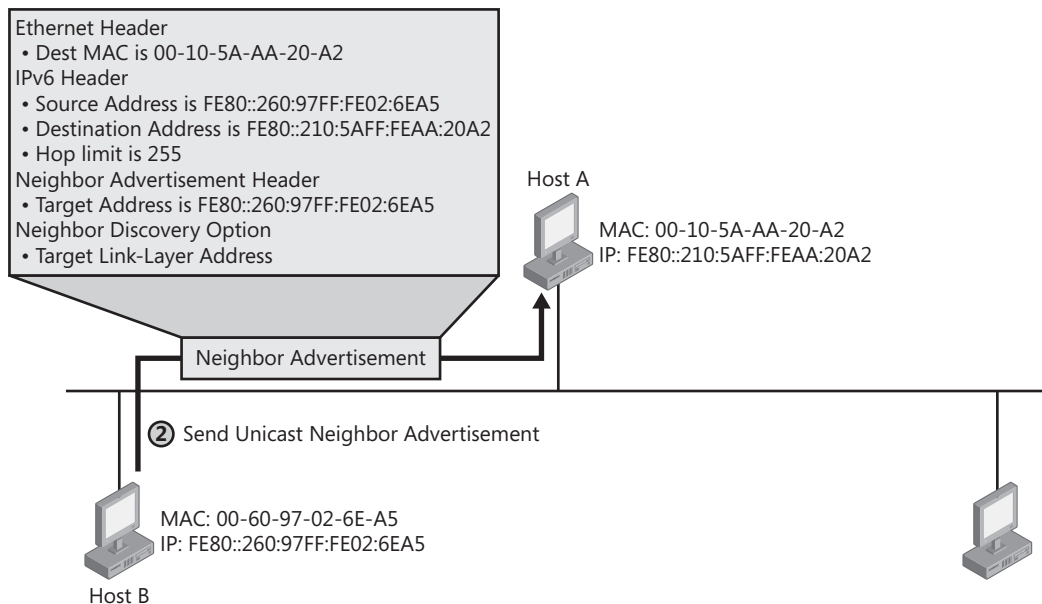 Ethernet Header
• Dest MAC is 00-10-5A-AA-20-A2
IPv6 Header
• Source Address is FE80::260:97FF:FE02:6EA5
• Destination Address is FE80::210:5AFF:FEAA:20A2
• Hop limit is 255
Neighbor Advertisement Header
• Target Address is FE80::260:97FF:FE02:6EA5
Neighbor Discovery Option
• Target Link-Layer Address
Host A
MAC: 00-10-5A-AA-20-A2
IP: FE80::210:5AFF:FEAA:20A2
Neighbor Advertisement
2 Send Unicast Neighbor Advertisement
MAC: 00-60-97-02-6E-A5
IP: FE80::260:97FF:FE02:6EA5
Host B